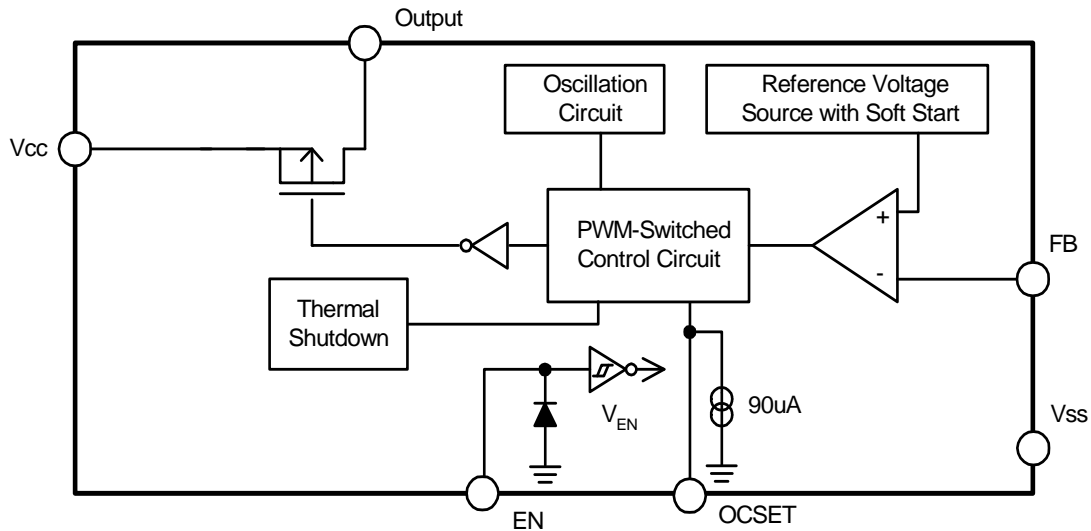 Output
Oscillation
Circuit
Reference Voltage
Source with Soft Start
Vcc
PWM-Switched
Control Circuit
+
-
FB
Thermal
Shutdown
90uA
V_EN
Vss
EN
OCSET